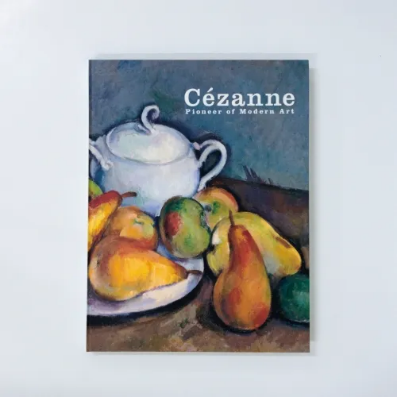 Cézanne
Pioneer of Modern Art